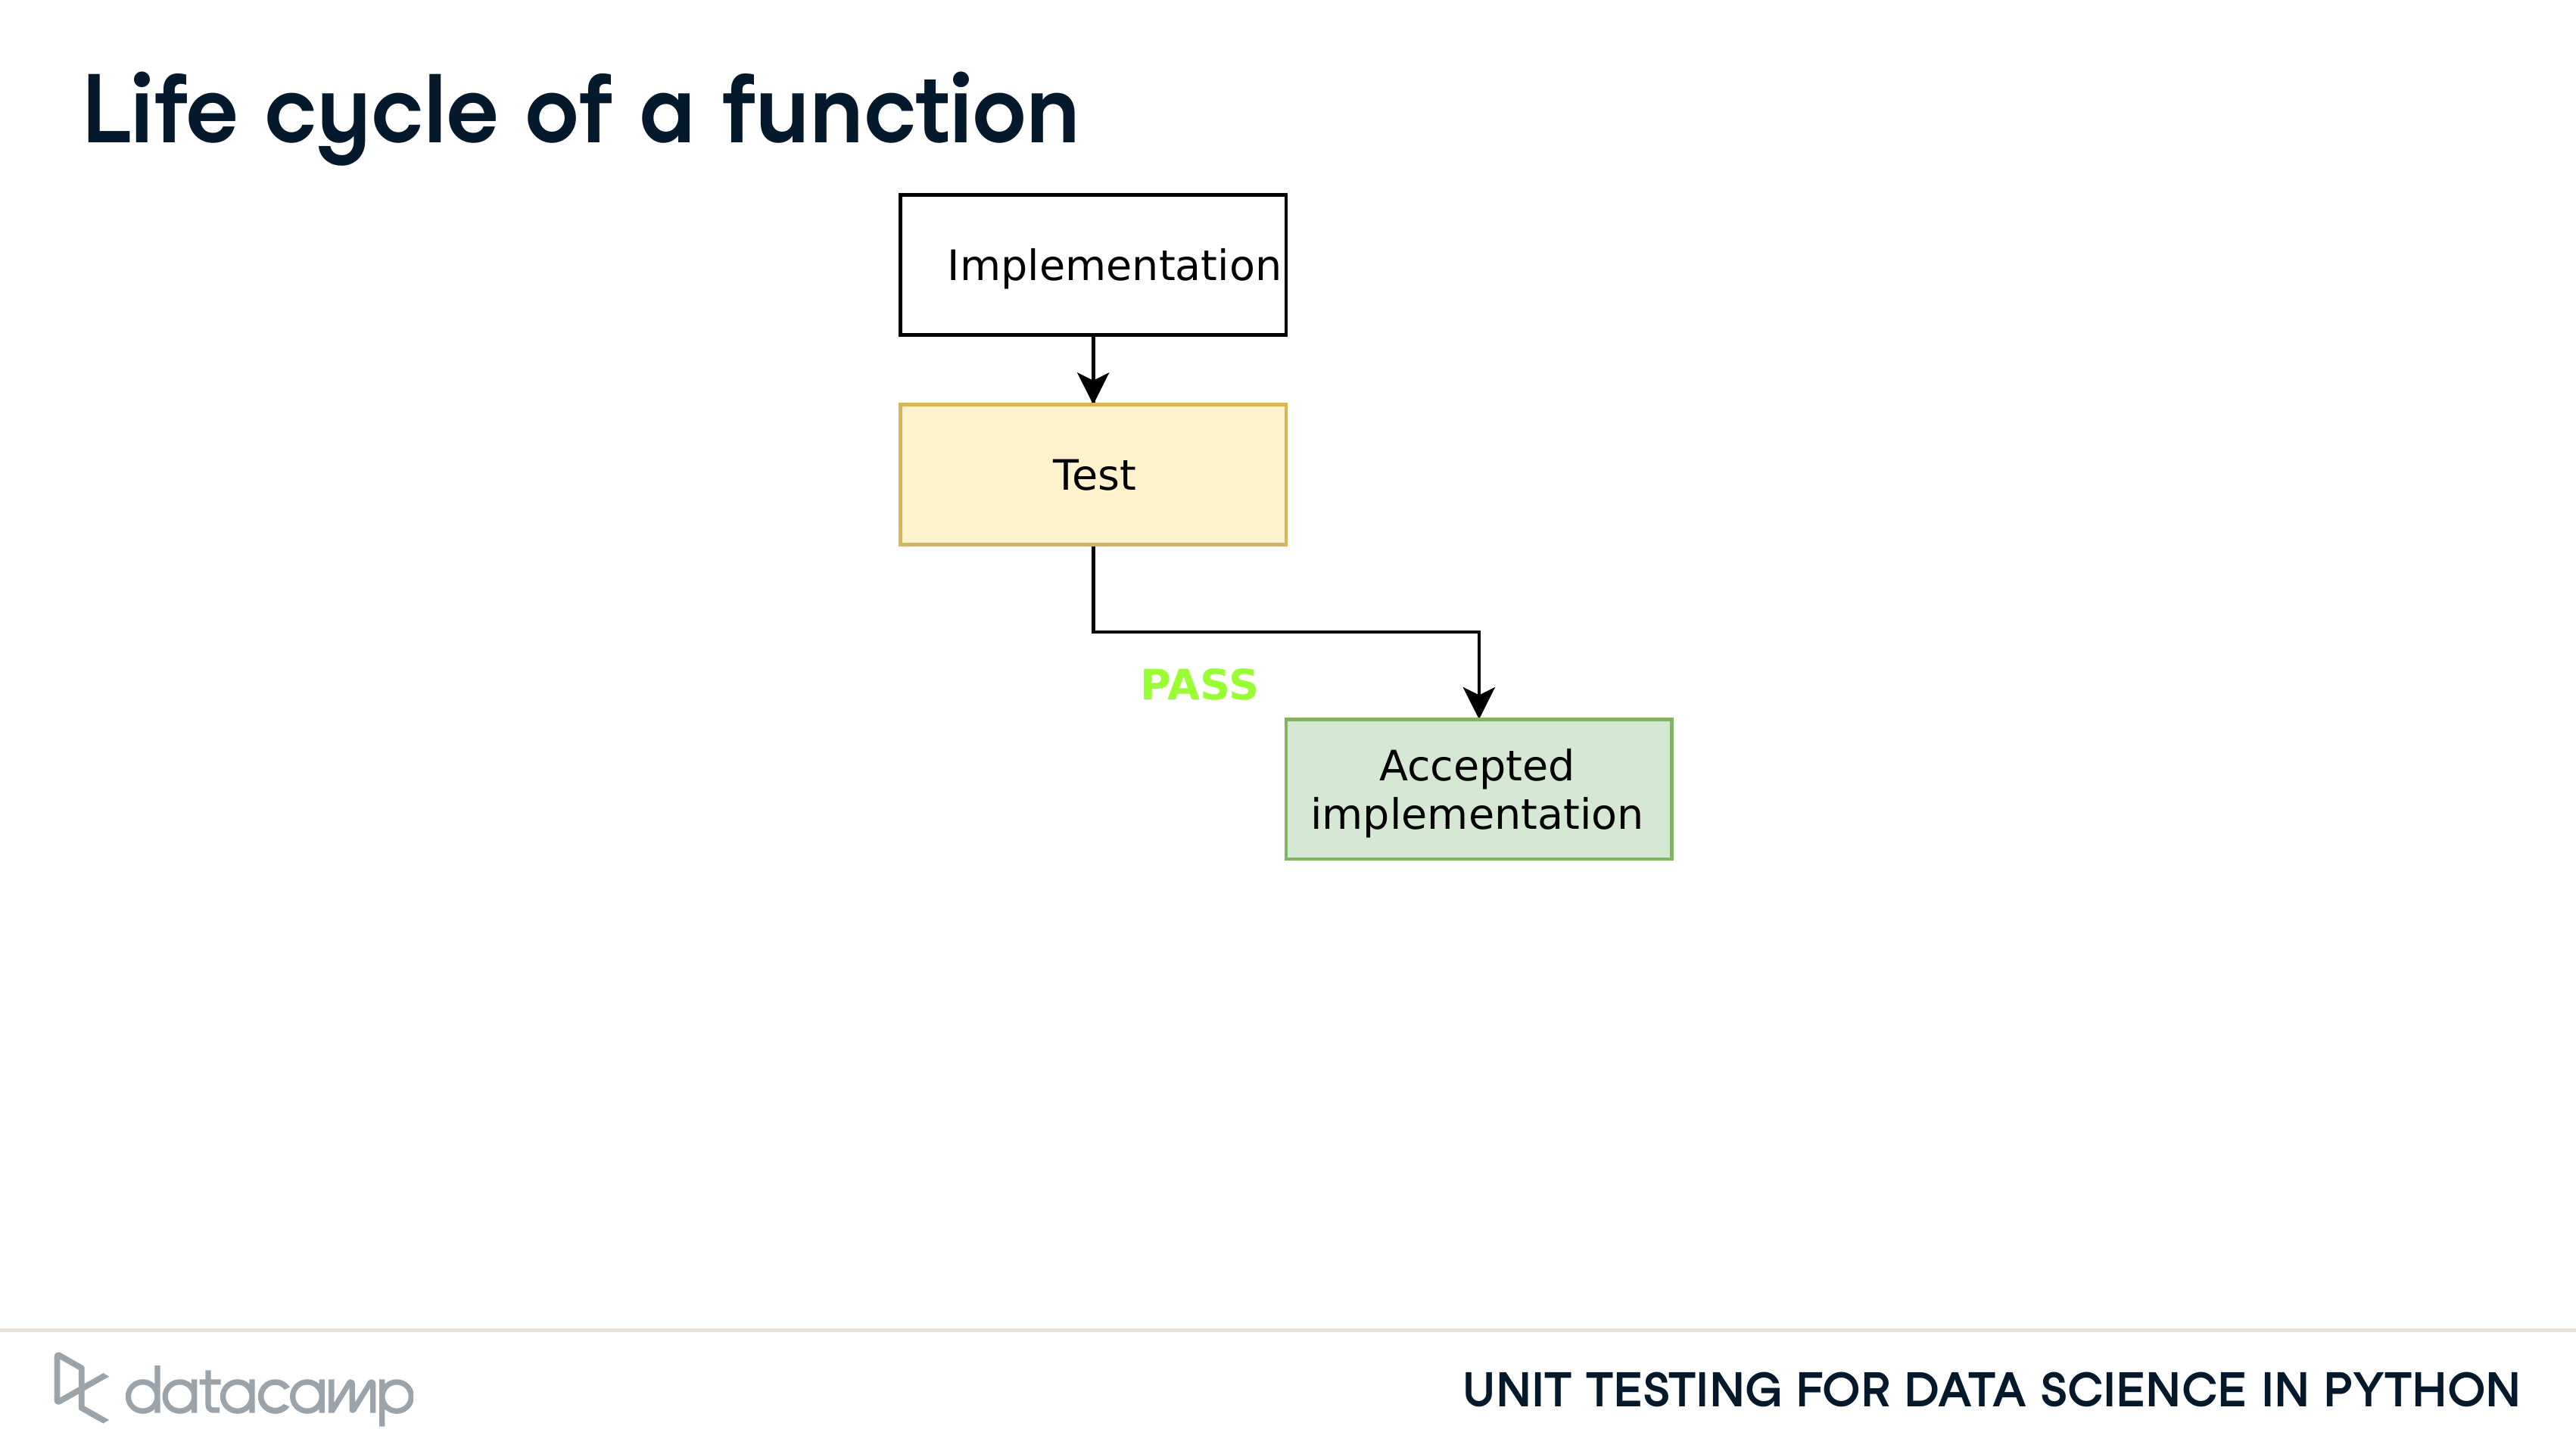 Life cycle of a function
Implementation
Test
PASS
Accepted
implementation
datacamp
UNIT TESTING FOR DATA SCIENCE IN PYTHON